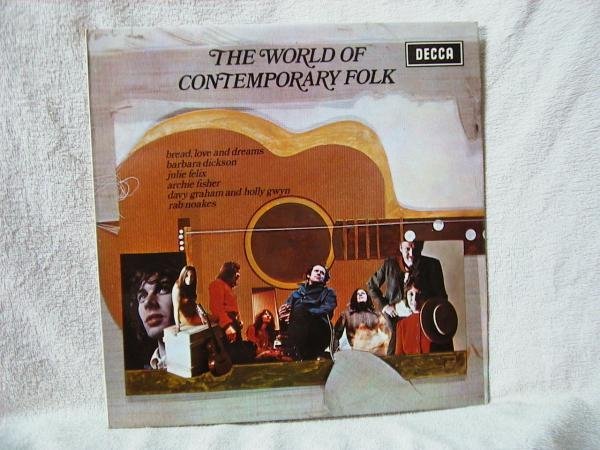 THE WORLD OF
DECCA
CONTEMPORARY FOLK
bread, love and dreams
barbara dickson
julie felix
archie fisher
davy graham and holly gwyn
rab noakes